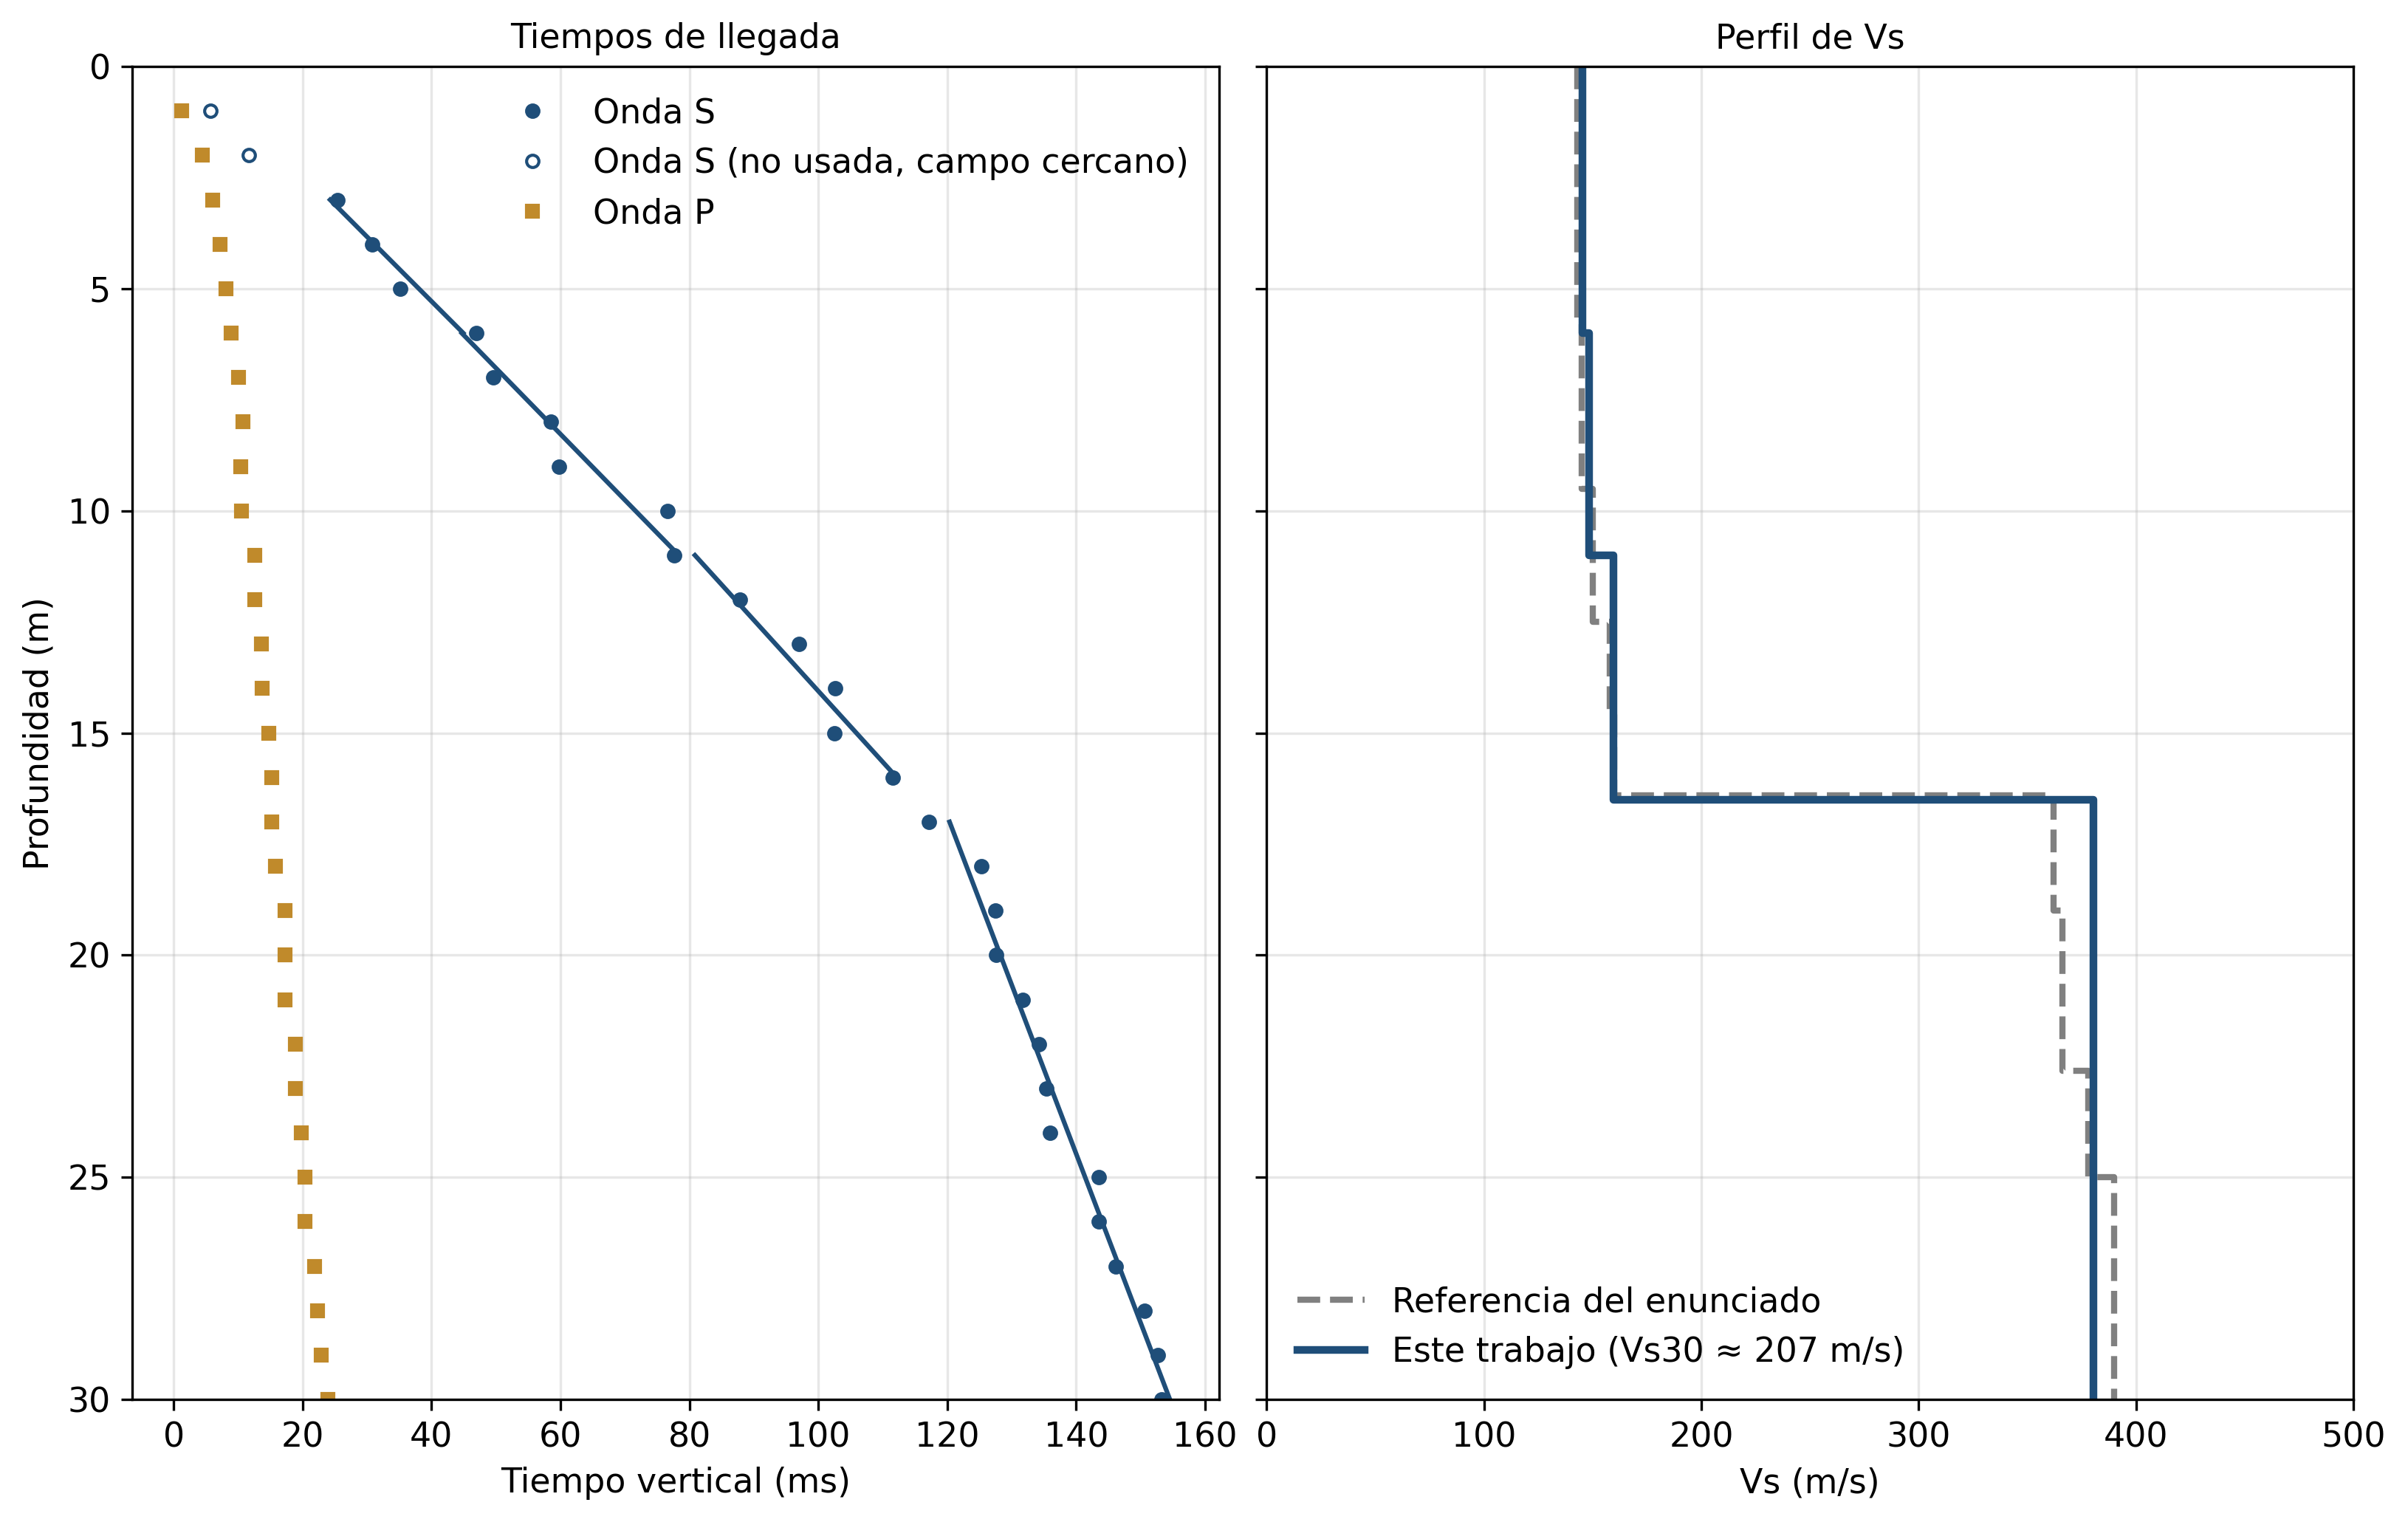 Tiempos de llegada
Onda S
Onda S (no usada, campo cercano)
Onda P
0
5
10
15
20
25
30
Profundidad (m)
0 20 40 60 80 100 120 140 160
Tiempo vertical (ms)
Perfil de Vs
Referencia del enunciado
Este trabajo (Vs30 ≈ 207 m/s)
0 100 200 300 400 500
Vs (m/s)